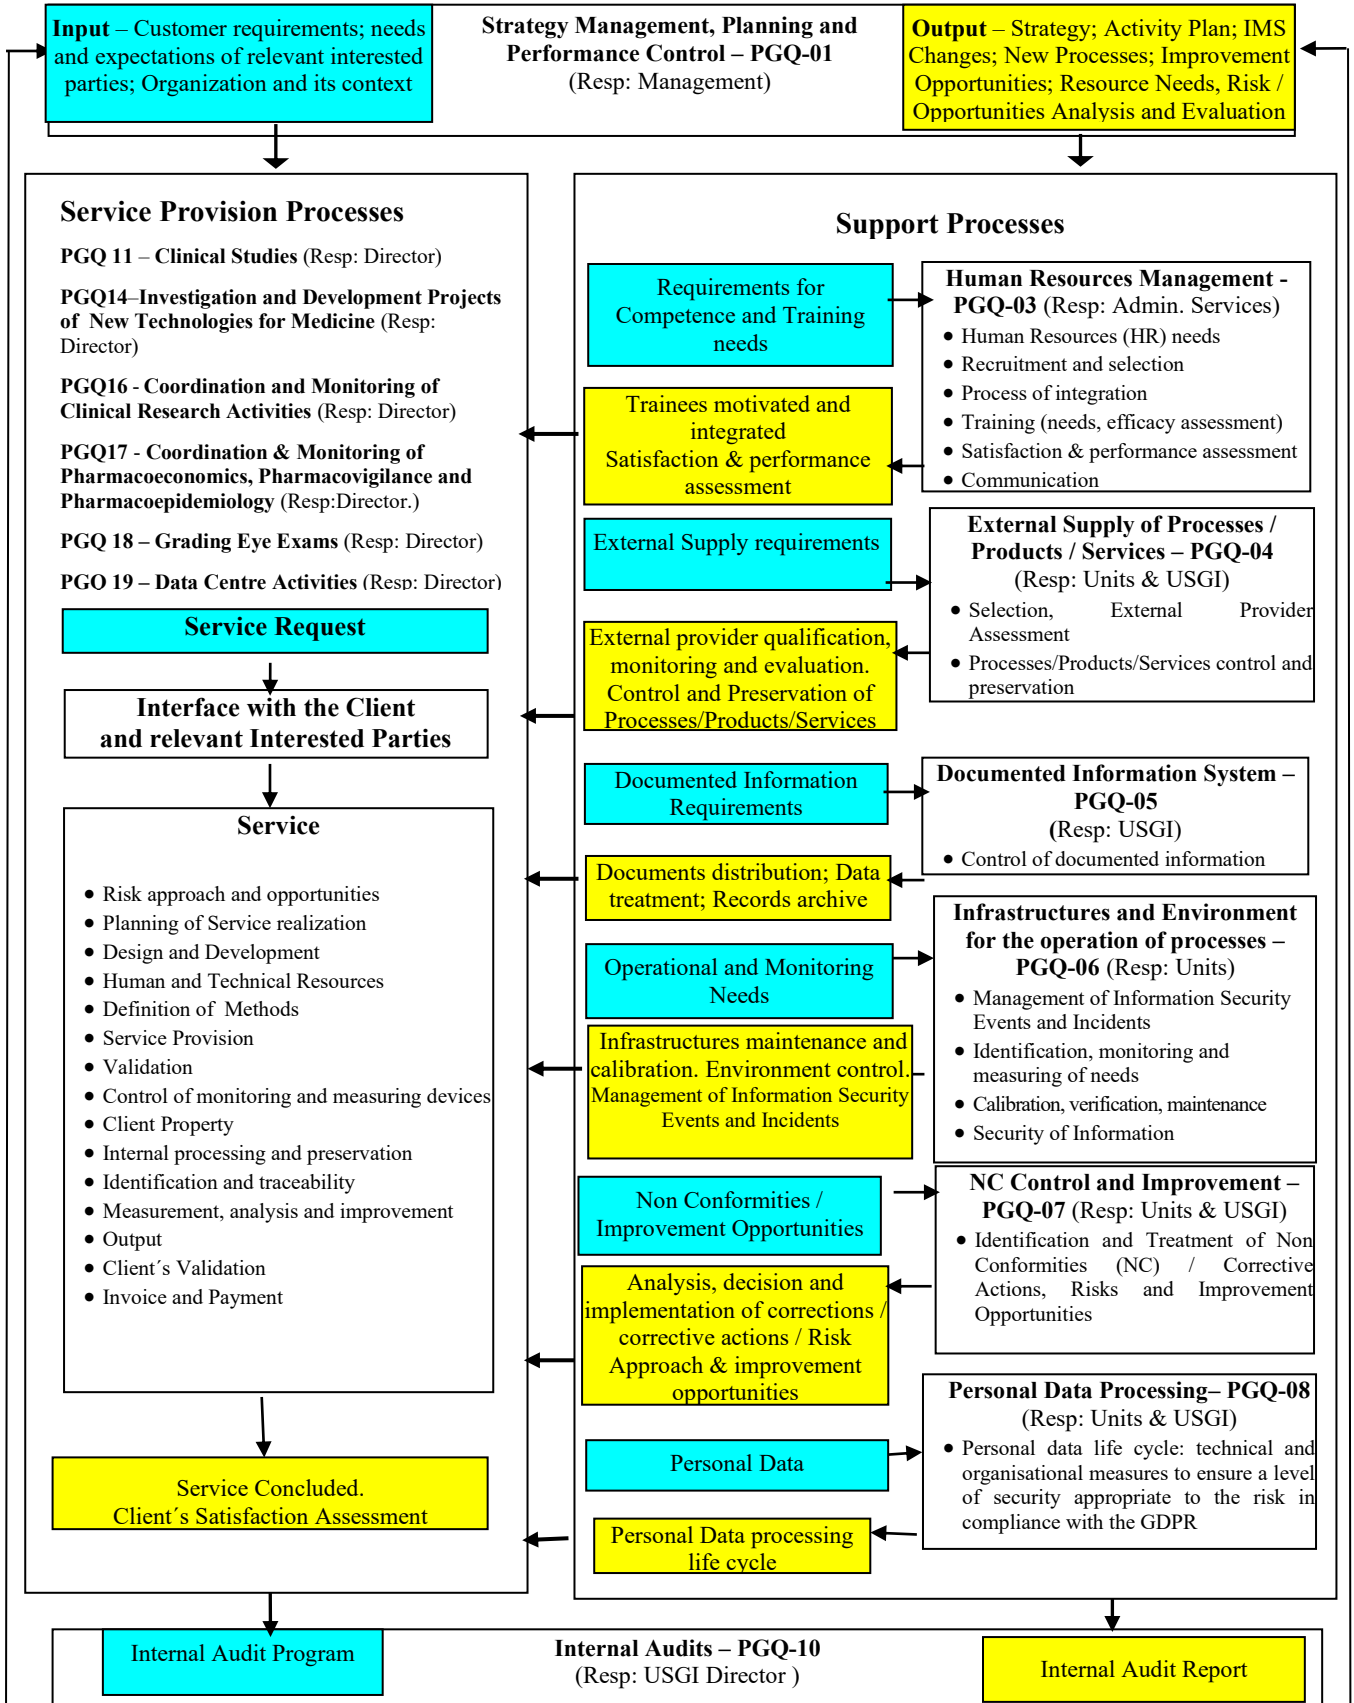 Input – Customer requirements; needs
and expectations of relevant interested
parties; Organization and its context
Strategy Management, Planning and
Performance Control – PGQ-01
(Resp: Management)
Output – Strategy; Activity Plan; IMS
Changes; New Processes; Improvement
Opportunities; Resource Needs, Risk /
Opportunities Analysis and Evaluation
Service Provision Processes
PGQ 11 – Clinical Studies (Resp: Director)
PGQ14–Investigation and Development Projects
of New Technologies for Medicine (Resp:
Director)
PGQ16 - Coordination and Monitoring of
Clinical Research Activities (Resp: Director)
PGQ17 - Coordination & Monitoring of
Pharmacoeconomics, Pharmacovigilance and
Pharmacoepidemiology (Resp:Director.)
PGQ 18 – Grading Eye Exams (Resp: Director)
PGQ 19 – Data Centre Activities (Resp: Director)
Service Request
Interface with the Client
and relevant Interested Parties
Service
• Risk approach and opportunities
• Planning of Service realization
• Design and Development
• Human and Technical Resources
• Definition of Methods
• Service Provision
• Validation
• Control of monitoring and measuring devices
• Client Property
• Internal processing and preservation
• Identification and traceability
• Measurement, analysis and improvement
• Output
• Client´s Validation
• Invoice and Payment
Service Concluded.
Client´s Satisfaction Assessment
Support Processes
Requirements for
Competence and Training
needs
Human Resources Management -
PGQ-03 (Resp: Admin. Services)
• Human Resources (HR) needs
• Recruitment and selection
• Process of integration
• Training (needs, efficacy assessment)
• Satisfaction & performance assessment
• Communication
Trainees motivated and
integrated
Satisfaction & performance
assessment
External Supply requirements
External Supply of Processes /
Products / Services – PGQ-04
(Resp: Units & USGI)
• Selection, External Provider
Assessment
• Processes/Products/Services control and
preservation
External provider qualification,
monitoring and evaluation.
Control and Preservation of
Processes/Products/Services
Documented Information
Requirements
Documented Information System –
PGQ-05
(Resp: USGI)
• Control of documented information
Documents distribution; Data
treatment; Records archive
Operational and Monitoring
Needs
Infrastructures and Environment
for the operation of processes –
PGQ-06 (Resp: Units)
• Management of Information Security
Events and Incidents
• Identification, monitoring and
measuring of needs
• Calibration, verification, maintenance
• Security of Information
Infrastructures maintenance and
calibration. Environment control.
Management of Information Security
Events and Incidents
Non Conformities /
Improvement Opportunities
NC Control and Improvement –
PGQ-07 (Resp: Units & USGI)
• Identification and Treatment of Non
Conformities (NC) / Corrective
Actions, Risks and Improvement
Opportunities
Analysis, decision and
implementation of corrections /
corrective actions / Risk
Approach & improvement
opportunities
Personal Data
Personal Data Processing– PGQ-08
(Resp: Units & USGI)
• Personal data life cycle: technical and
organisational measures to ensure a level
of security appropriate to the risk in
compliance with the GDPR
Personal Data processing
life cycle
Internal Audit Program
Internal Audits – PGQ-10
(Resp: USGI Director )
Internal Audit Report